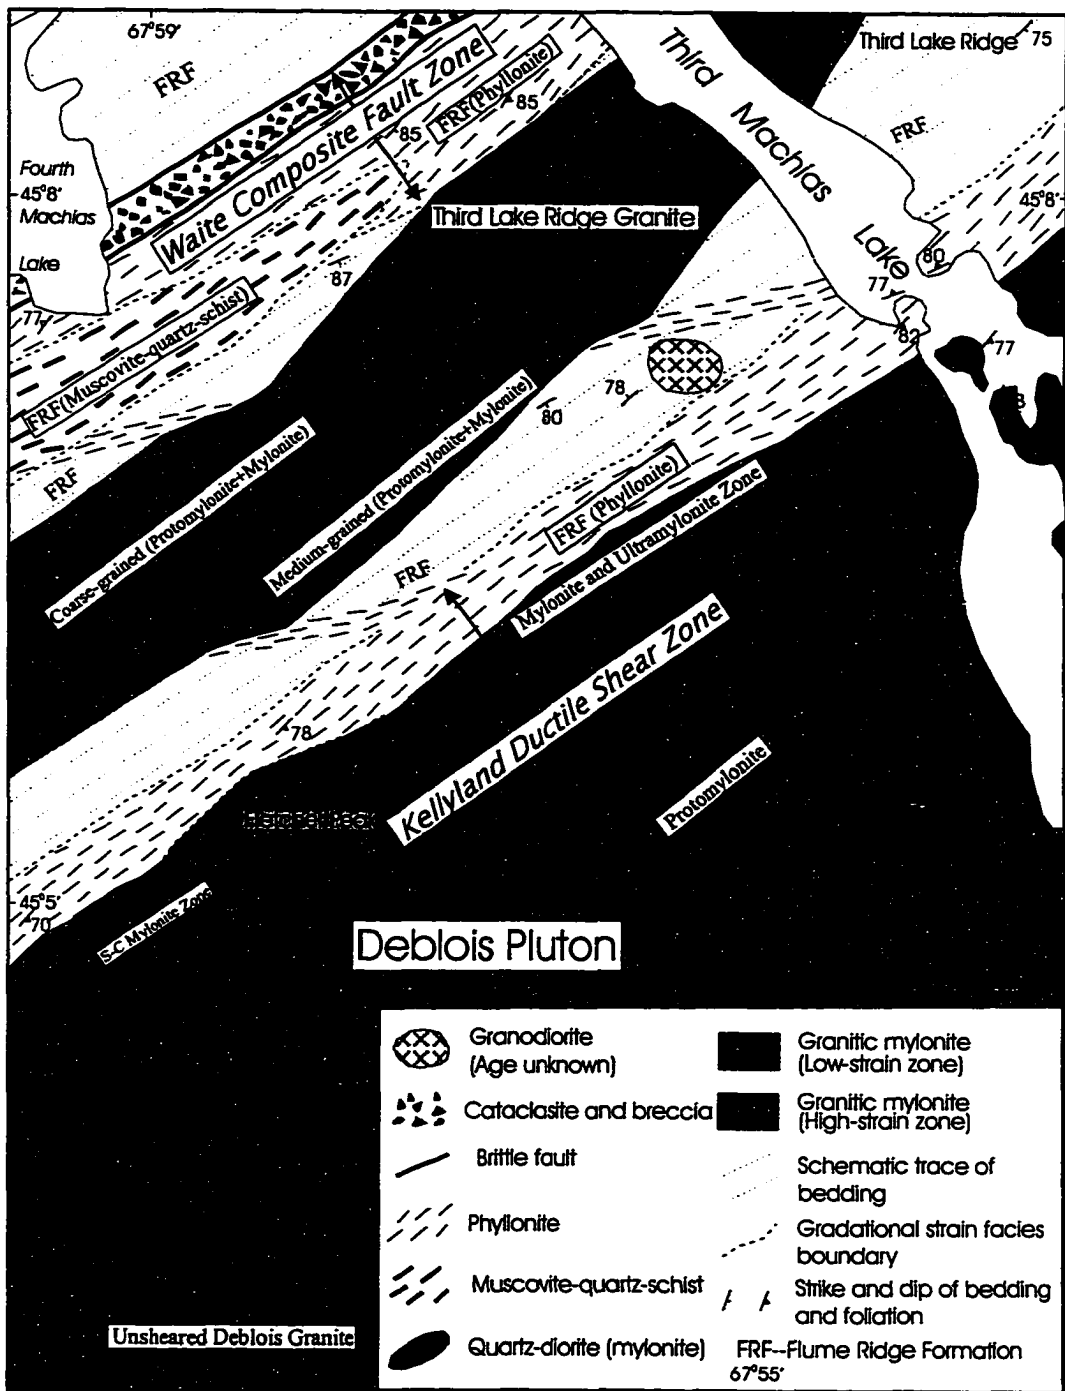 67°59'
FRF
Waite Composite Fault Zone
FRF(Phyllonite)
85
85
Third Machias Lake
Third Lake Ridge
75
FRF
Fourth
45°8'
Machias
Lake
45°8'
Third Lake Ridge Granite
87
80
77
77
82
77
FRF(Muscovite-quartz-schist)
78
80
FRF
Coarse-grained (Protomylonite+Mylonite)
Medium-grained (Protomylonite+Mylonite)
FRF(Phyllonite)
Mylonite and Ultramylonite Zone
FRF
Kellyland Ductile Shear Zone
78
Protomylonite
45°5'
70
S-C Mylonite Zone
Deblois Pluton
Granodiorite
(Age unknown)
Cataclasite and breccia
Brittle fault
Phyllonite
Muscovite-quartz-schist
Quartz-diorite (mylonite)
Granitic mylonite
(Low-strain zone)
Granitic mylonite
(High-strain zone)
Schematic trace of
bedding
Gradational strain facies
boundary
Strike and dip of bedding
and foliation
FRF--Flume Ridge Formation
67°55'
Unsheared Deblois Granite